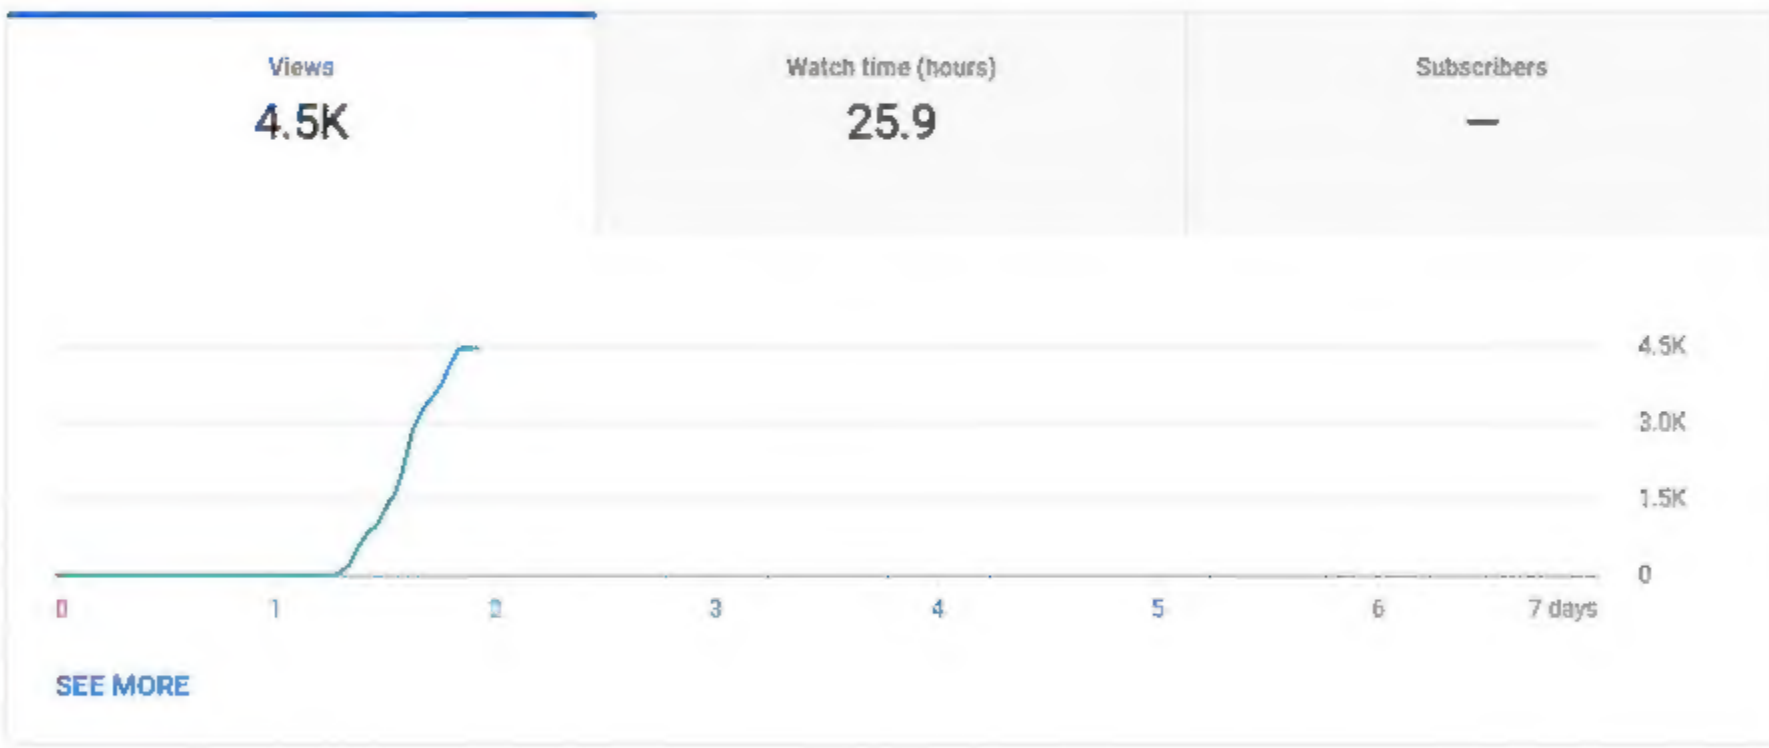 Views
4.5K
Watch time (hours)
25.9
Subscribers
—
4.5K
3.0K
1.5K
0
0 1 2 3 4 5 6 7 days
SEE MORE